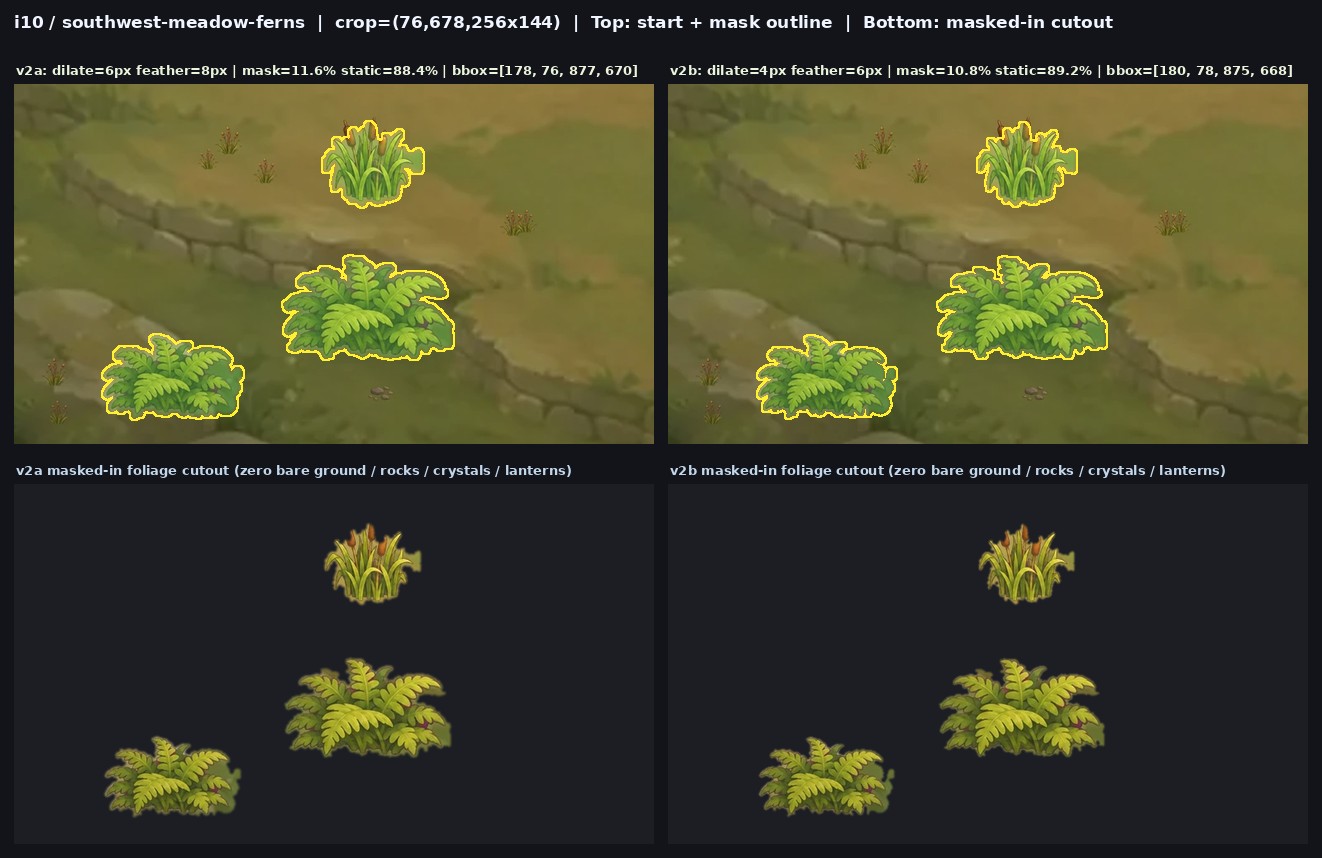 i10 / southwest-meadow-ferns | crop=(76,678,256x144) | Top: start + mask outline | Bottom: masked-in cutout
v2a: dilate=6px feather=8px | mask=11.6% static=88.4% | bbox=[178, 76, 877, 670]
v2b: dilate=4px feather=6px | mask=10.8% static=89.2% | bbox=[180, 78, 875, 668]
v2a masked-in foliage cutout (zero bare ground / rocks / crystals / lanterns)
v2b masked-in foliage cutout (zero bare ground / rocks / crystals / lanterns)